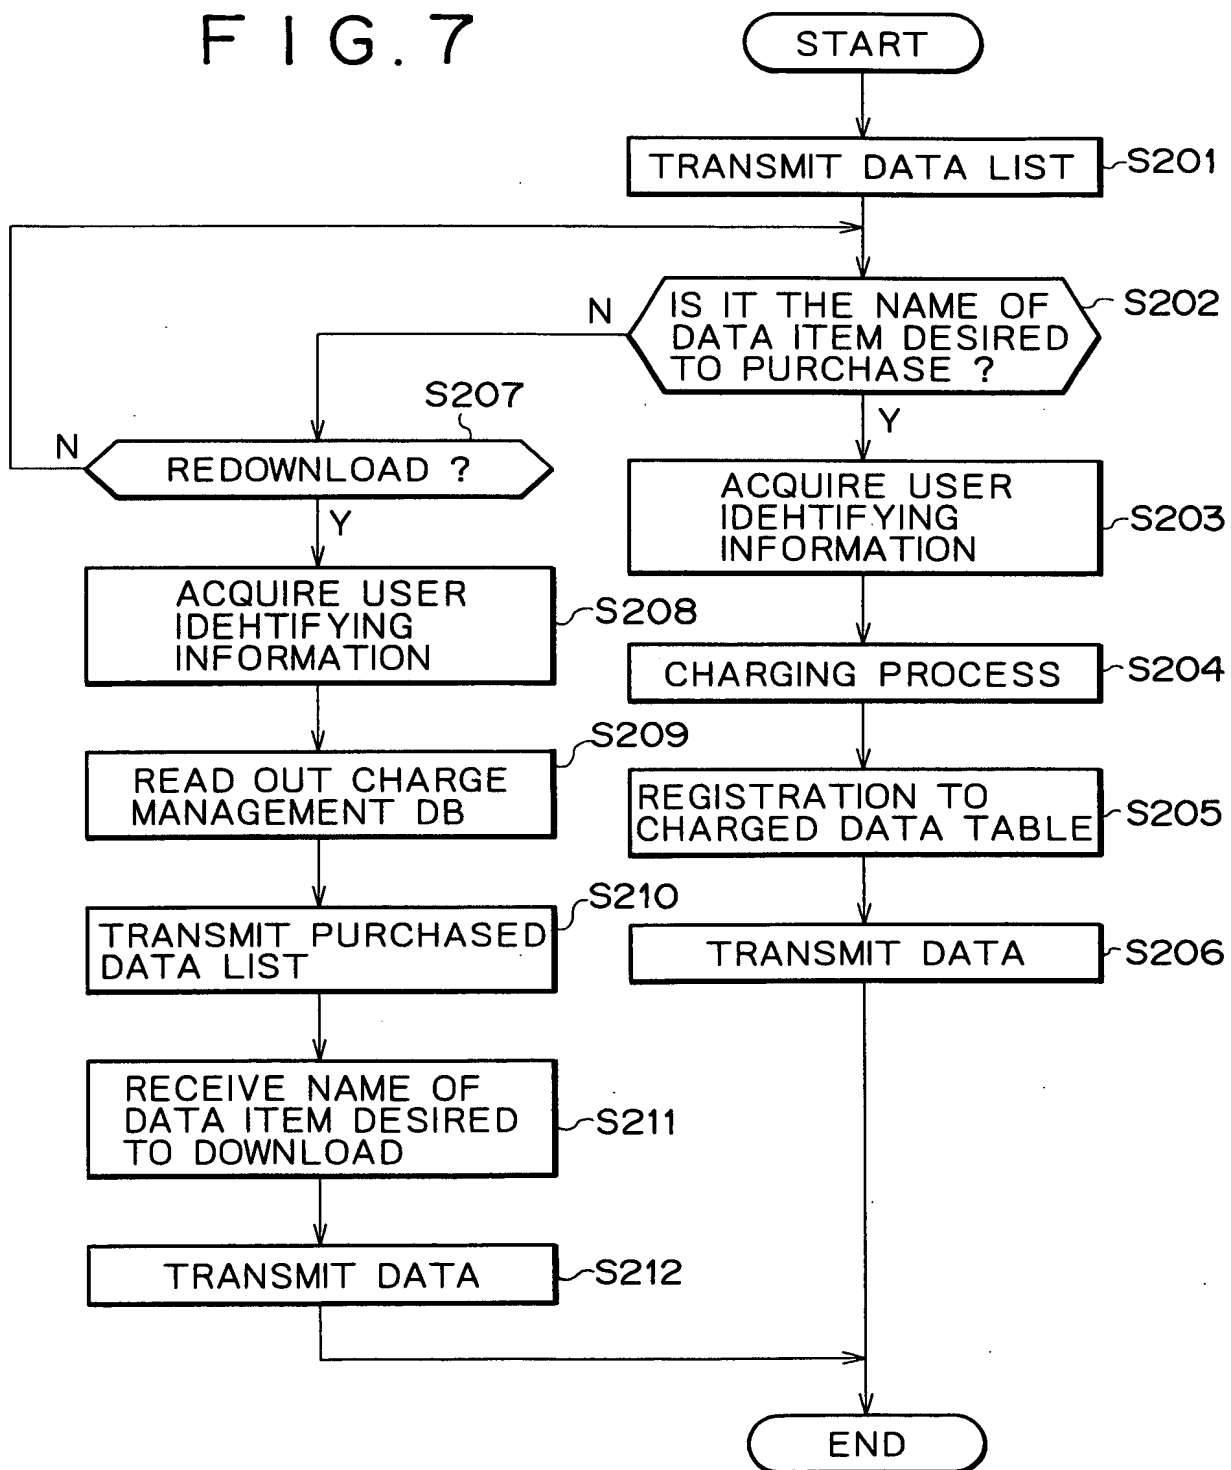 FIG. 7
START
TRANSMIT DATA LIST
S201
IS IT THE NAME OF
DATA ITEM DESIRED
TO PURCHASE ?
S202
N
Y
S207
REDOWNLOAD ?
N
Y
ACQUIRE USER
IDEHTIFYING
INFORMATION
S203
ACQUIRE USER
IDEHTIFYING
INFORMATION
S208
CHARGING PROCESS
S204
READ OUT CHARGE
MANAGEMENT DB
S209
REGISTRATION TO
CHARGED DATA TABLE
S205
TRANSMIT PURCHASED
DATA LIST
S210
TRANSMIT DATA
S206
RECEIVE NAME OF
DATA ITEM DESIRED
TO DOWNLOAD
S211
TRANSMIT DATA
S212
END